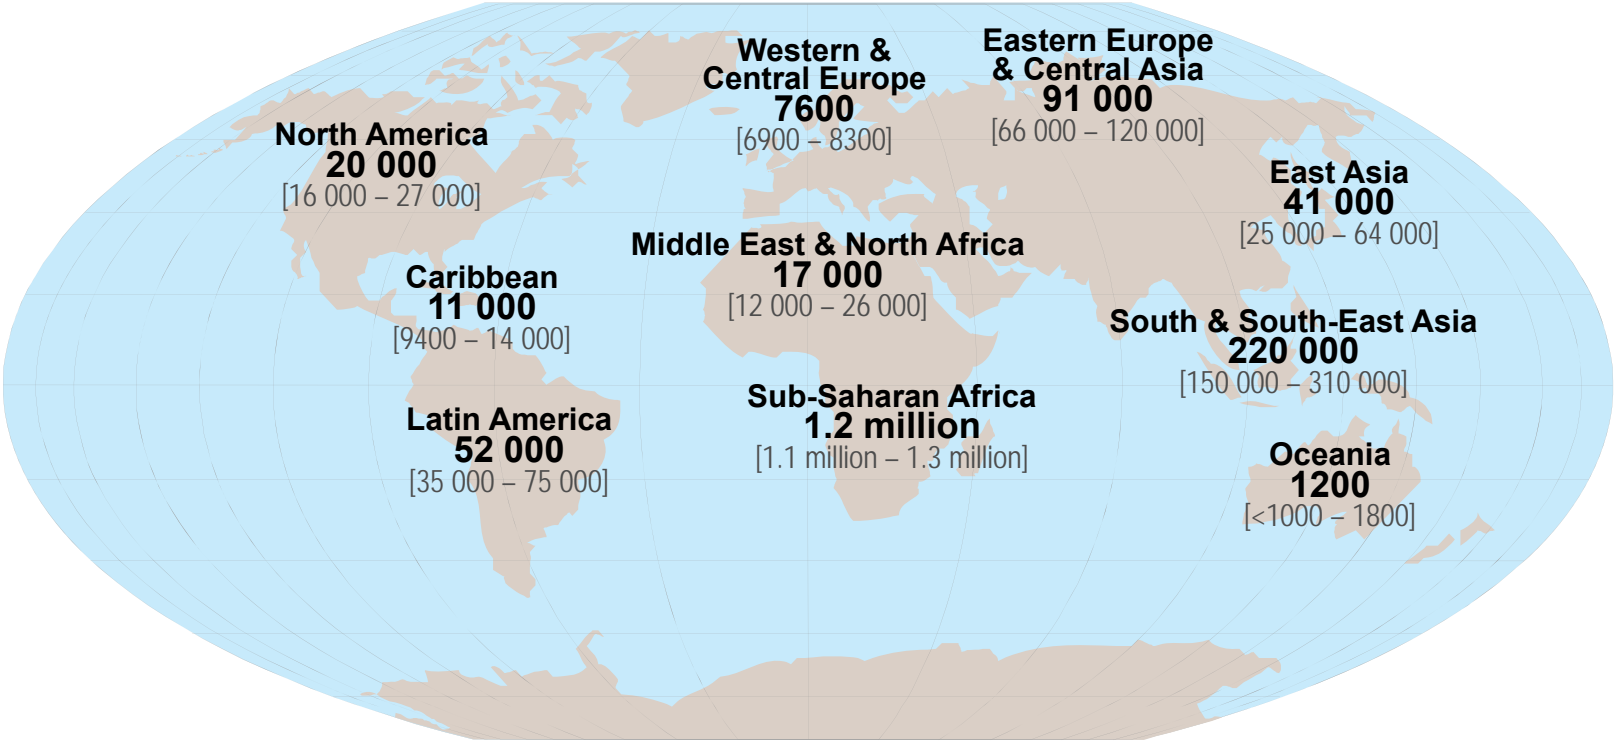 Western &
Central Europe
7600
[6900 – 8300]
Eastern Europe
& Central Asia
91 000
[66 000 – 120 000]
North America
20 000
[16 000 – 27 000]
East Asia
41 000
[25 000 – 64 000]
Middle East & North Africa
17 000
[12 000 – 26 000]
Caribbean
11 000
[9400 – 14 000]
South & South-East Asia
220 000
[150 000 – 310 000]
Sub-Saharan Africa
1.2 million
[1.1 million – 1.3 million]
Latin America
52 000
[35 000 – 75 000]
Oceania
1200
[<1000 – 1800]